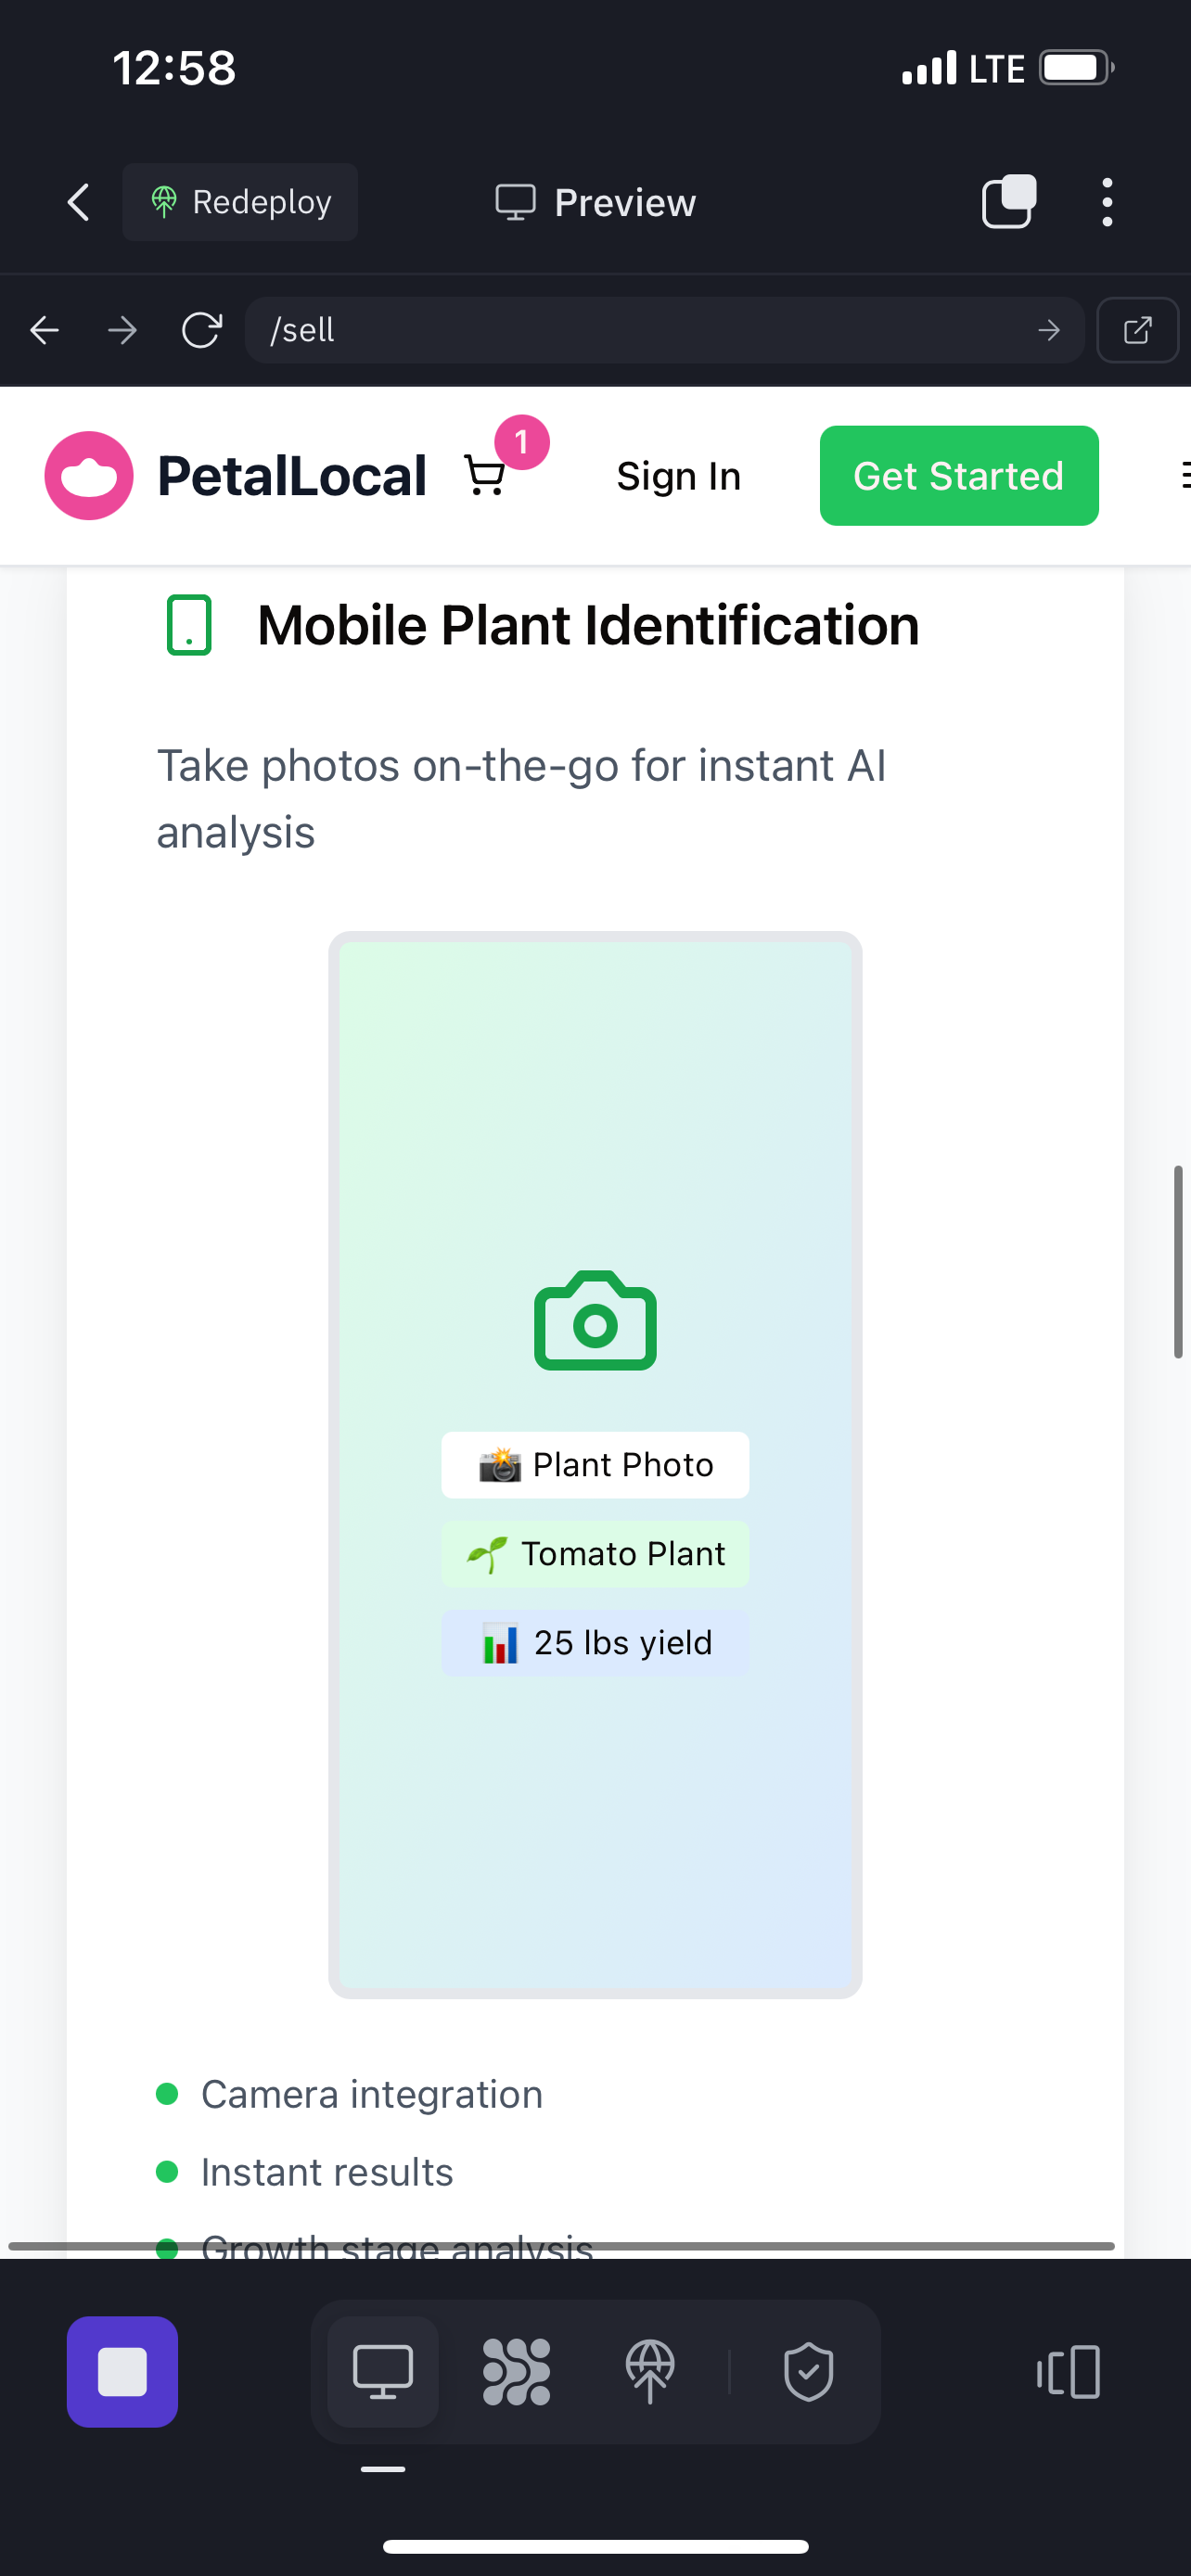 12:58
LTE
Redeploy
Preview
/sell
PetalLocal
1
Sign In
Get Started
Mobile Plant Identification
Take photos on-the-go for instant AI
analysis
📸 Plant Photo
🌱 Tomato Plant
📊 25 lbs yield
Camera integration
Instant results
Growth stage analysis